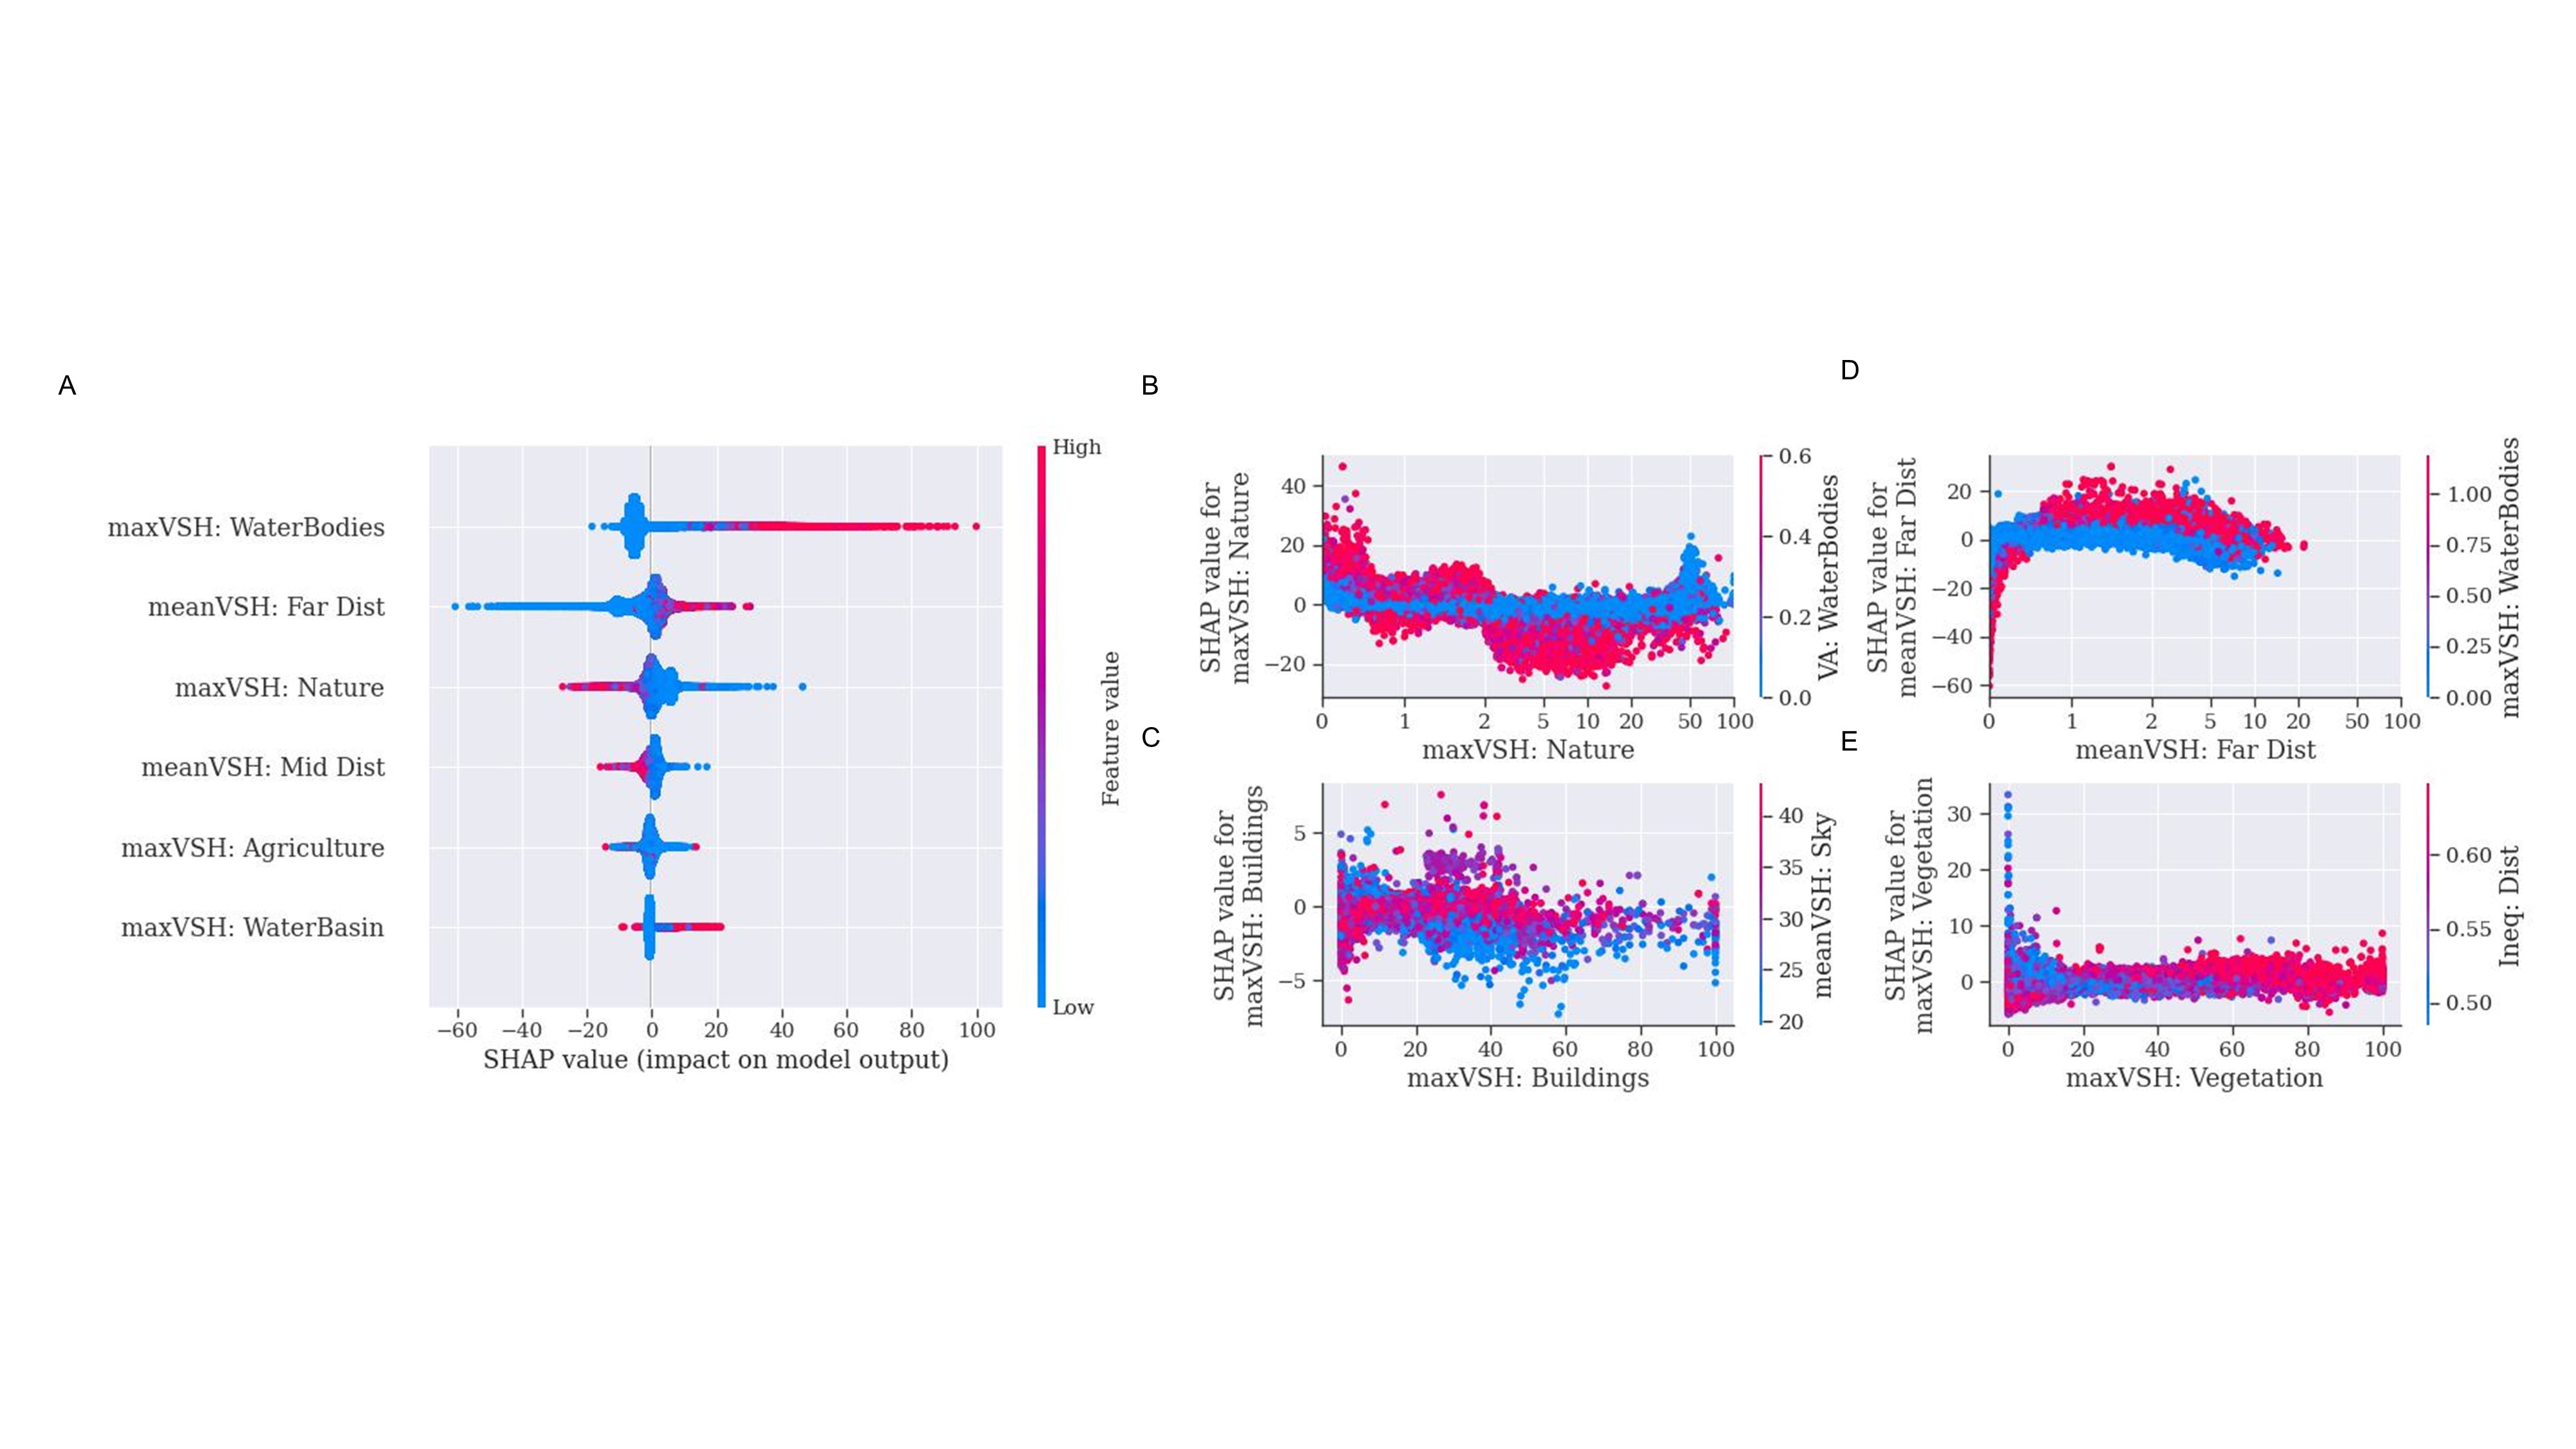 A
maxVSH: WaterBodies
meanVSH: Far Dist
maxVSH: Nature
meanVSH: Mid Dist
maxVSH: Agriculture
maxVSH: WaterBasin
−60 −40 −20 0 20 40 60 80 100
SHAP value (impact on model output)
High
Feature value
Low
B
SHAP value for
maxVSH: Nature
40
20
0
−20
0 1 2 5 10 20 50 100
maxVSH: Nature
0.6
0.4
0.2
0.0
VA: WaterBodies
C
SHAP value for
maxVSH: Buildings
5
0
−5
0 20 40 60 80 100
maxVSH: Buildings
40
35
30
25
20
meanVSH: Sky
D
SHAP value for
meanVSH: Far Dist
20
0
−20
−40
−60
0 1 2 5 10 20 50 100
meanVSH: Far Dist
1.00
0.75
0.50
0.25
0.00
maxVSH: WaterBodies
E
SHAP value for
maxVSH: Vegetation
30
20
10
0
0 20 40 60 80 100
maxVSH: Vegetation
0.60
0.55
0.50
Ineq: Dist